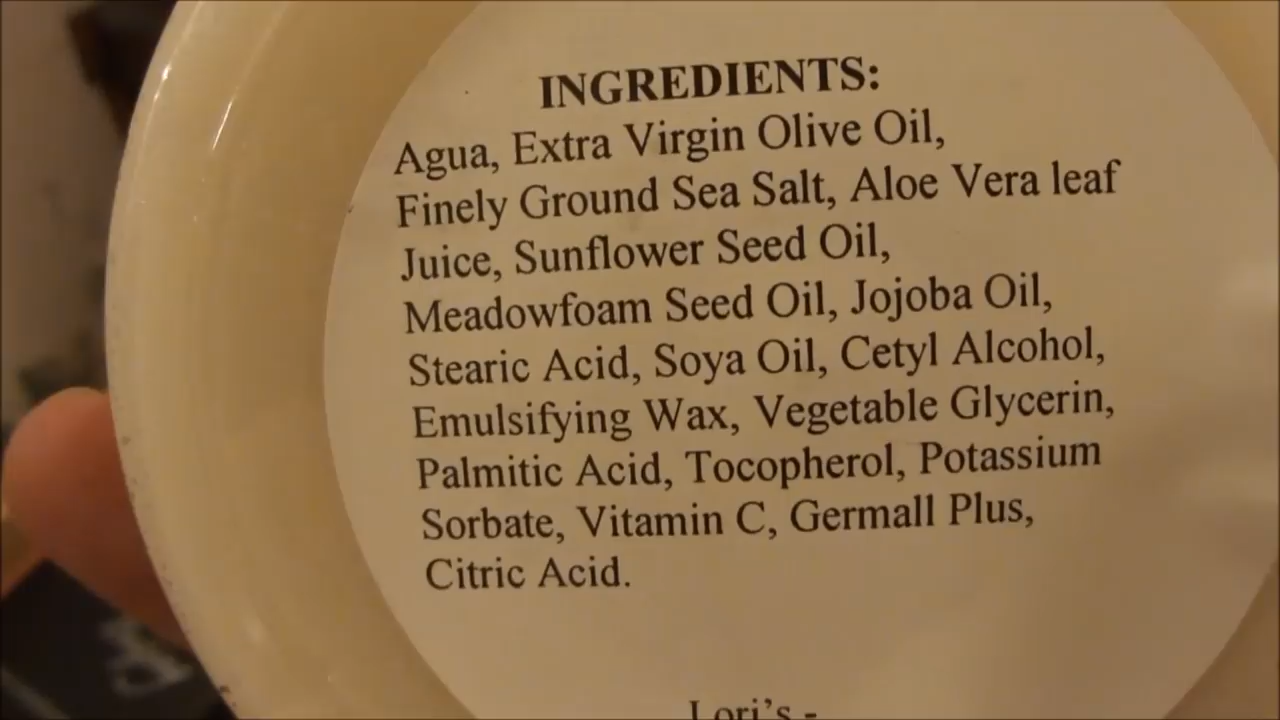 INGREDIENTS:
Agua, Extra Virgin Olive Oil,
Finely Ground Sea Salt, Aloe Vera leaf
Juice, Sunflower Seed Oil,
Meadowfoam Seed Oil, Jojoba Oil,
Stearic Acid, Soya Oil, Cetyl Alcohol,
Emulsifying Wax, Vegetable Glycerin,
Palmitic Acid, Tocopherol, Potassium
Sorbate, Vitamin C, Germall Plus,
Citric Acid.
Lori's -